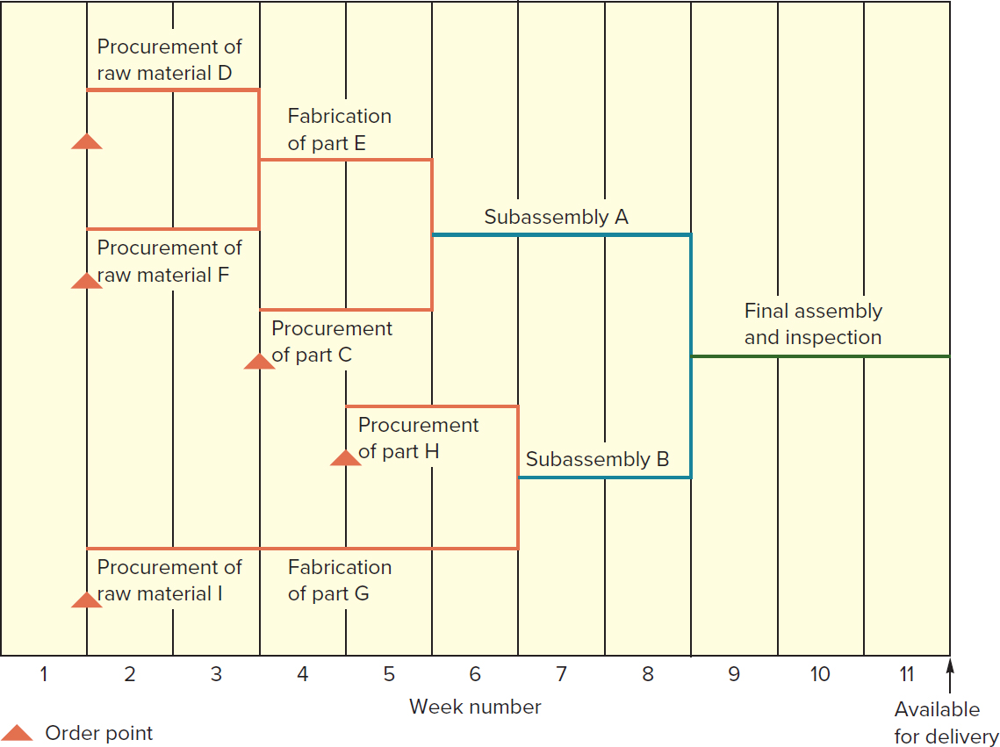 Procurement of
raw material D
Fabrication
of part E
Subassembly A
Procurement of
raw material F
Final assembly
and inspection
Procurement
of part C
Procurement
of part H
Subassembly B
Procurement of
raw material I
Fabrication
of part G
1 2 3 4 5 6 7 8 9 10 11
Week number
Available
for delivery
Order point